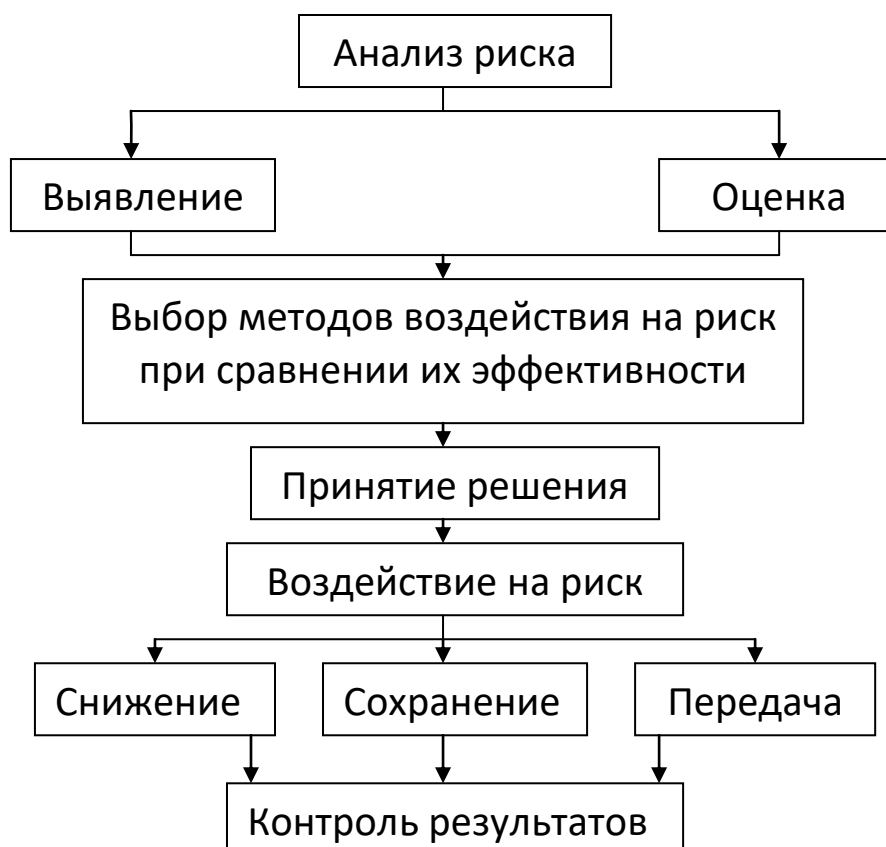 Анализ риска
Выявление
Оценка
Выбор методов воздействия на риск
при сравнении их эффективности
Принятие решения
Воздействие на риск
Снижение
Сохранение
Передача
Контроль результатов